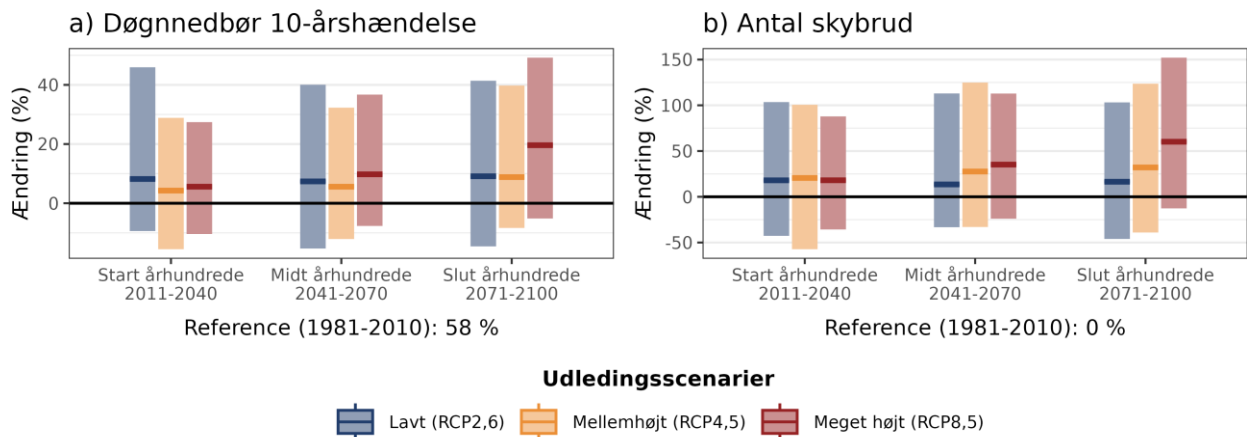 a) Døgnnedbør 10-årshændelse
Ændring (%)
40
20
0
Start århundrede
2011-2040
Midt århundrede
2041-2070
Slut århundrede
2071-2100
Reference (1981-2010): 58 %
b) Antal skybrud
Ændring (%)
150
100
50
0
-50
Start århundrede
2011-2040
Midt århundrede
2041-2070
Slut århundrede
2071-2100
Reference (1981-2010): 0 %
Udledingsscenarier
Lavt (RCP2,6)
Mellemhøjt (RCP4,5)
Meget højt (RCP8,5)